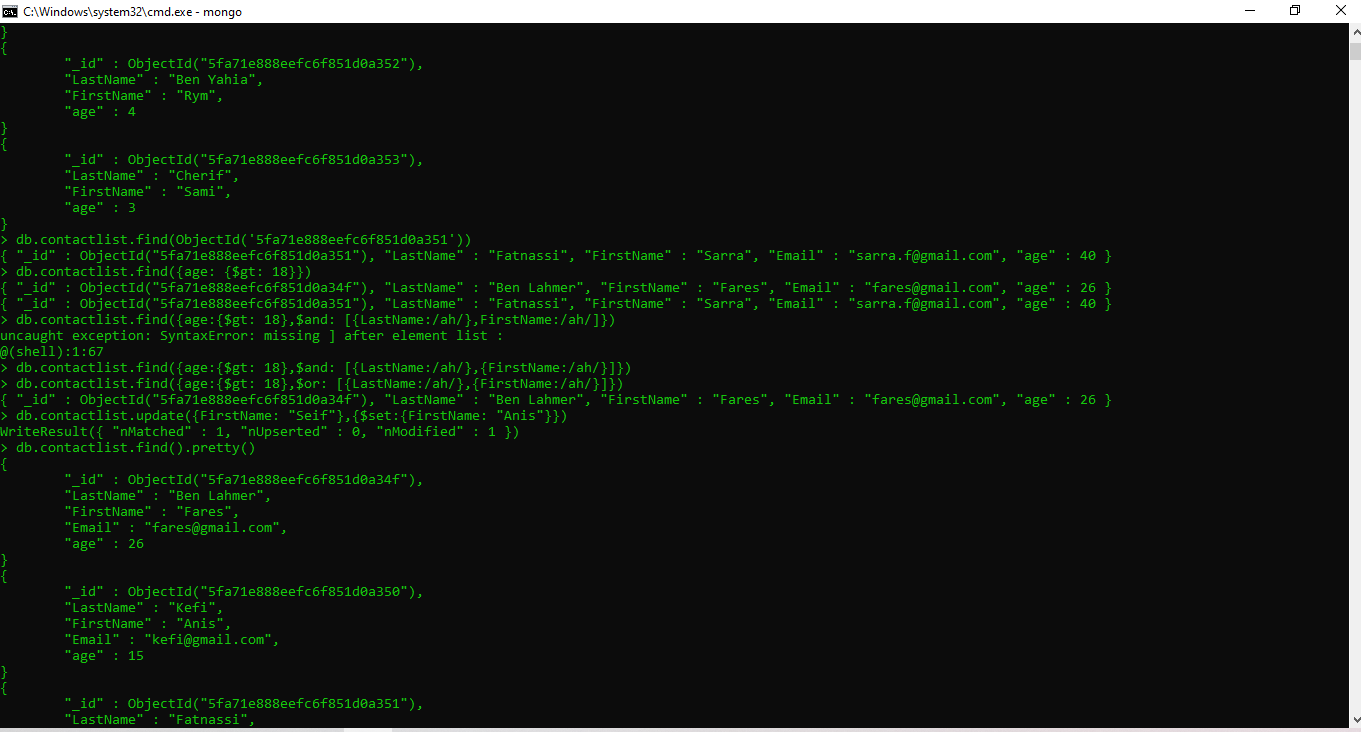 C:\Windows\system32\cmd.exe - mongo
}
{
        "_id" : ObjectId("5fa71e888eefc6f851d0a352"),
        "LastName" : "Ben Yahia",
        "FirstName" : "Rym",
        "age" : 4
}
{
        "_id" : ObjectId("5fa71e888eefc6f851d0a353"),
        "LastName" : "Cherif",
        "FirstName" : "Sami",
        "age" : 3
}
> db.contactlist.find(ObjectId('5fa71e888eefc6f851d0a351'))
{ "_id" : ObjectId("5fa71e888eefc6f851d0a351"), "LastName" : "Fatnassi", "FirstName" : "Sarra", "Email" : "sarra.f@gmail.com", "age" : 40 }
> db.contactlist.find({age: {$gt: 18}})
{ "_id" : ObjectId("5fa71e888eefc6f851d0a34f"), "LastName" : "Ben Lahmer", "FirstName" : "Fares", "Email" : "fares@gmail.com", "age" : 26 }
{ "_id" : ObjectId("5fa71e888eefc6f851d0a351"), "LastName" : "Fatnassi", "FirstName" : "Sarra", "Email" : "sarra.f@gmail.com", "age" : 40 }
> db.contactlist.find({age:{$gt: 18},$and: [{LastName:/ah/},FirstName:/ah/]})
uncaught exception: SyntaxError: missing ] after element list :
@(shell):1:67
> db.contactlist.find({age:{$gt: 18},$and: [{LastName:/ah/},{FirstName:/ah/}]})
> db.contactlist.find({age:{$gt: 18},$or: [{LastName:/ah/},{FirstName:/ah/}]})
{ "_id" : ObjectId("5fa71e888eefc6f851d0a34f"), "LastName" : "Ben Lahmer", "FirstName" : "Fares", "Email" : "fares@gmail.com", "age" : 26 }
> db.contactlist.update({FirstName: "Seif"},{$set:{FirstName: "Anis"}})
WriteResult({ "nMatched" : 1, "nUpserted" : 0, "nModified" : 1 })
> db.contactlist.find().pretty()
{
        "_id" : ObjectId("5fa71e888eefc6f851d0a34f"),
        "LastName" : "Ben Lahmer",
        "FirstName" : "Fares",
        "Email" : "fares@gmail.com",
        "age" : 26
}
{
        "_id" : ObjectId("5fa71e888eefc6f851d0a350"),
        "LastName" : "Kefi",
        "FirstName" : "Anis",
        "Email" : "kefi@gmail.com",
        "age" : 15
}
{
        "_id" : ObjectId("5fa71e888eefc6f851d0a351"),
        "LastName" : "Fatnassi",